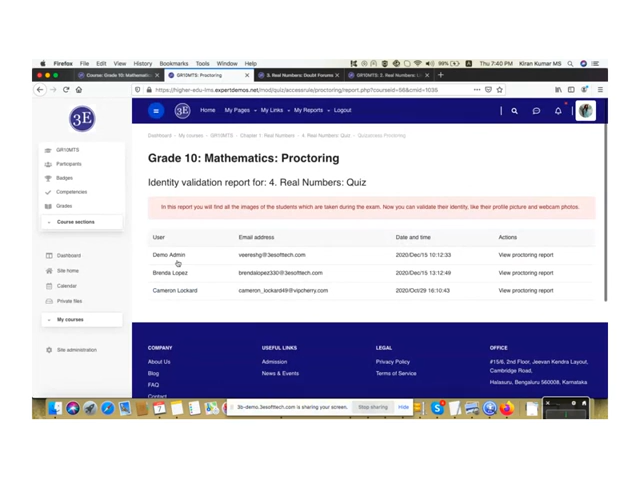 Firefox File Edit View History Bookmarks Tools Window Help
99% Thu 7:40 PM Kiran Kumar MS
Course: Grade 10: Mathematic GR10MTS: Proctoring 5. Real Numbers: Doubt Forums GR10MTS: 2. Real Numbers:
https://higher-edu-lms.expertdemos.net/mod/quiz/accessrule/proctoring/report.php?courseid=56&cmid=1035
3E
3E Home My Pages My Links My Reports Logout
Dashboard My courses GR10MTS Chapter 1: Real Numbers 4. Real Numbers: Quiz Quizaccess Proctoring
GR10MTS
Participants
Badges
Competencies
Grades
Course sections
Dashboard
Site home
Calendar
Private files
My courses
Site administration
Grade 10: Mathematics: Proctoring
Identity validation report for: 4. Real Numbers: Quiz
In this report you will find all the images of the students which are taken during the exam. Now you can validate their identity, like their profile picture and webcam photos.
User Email address Date and time Actions
Demo Admin veereshg@3esofttech.com 2020/Dec/15 10:12:33 View proctoring report
Brenda Lopez brendalopez330@3esofttech.com 2020/Dec/15 13:12:49 View proctoring report
Cameron Lockard cameron_lockard49@vipcherry.com 2020/Oct/29 16:10:43 View proctoring report
COMPANY USEFUL LINKS LEGAL OFFICE
About Us Admission Privacy Policy #15/6, 2nd Floor, Jeevan Kendra Layout,
Blog News & Events Terms of Service Cambridge Road,
FAQ Halasuru, Bengaluru 560008, Karnataka
Contact
3b-demo.3esofttech.com is sharing your screen. Stop sharing Hide